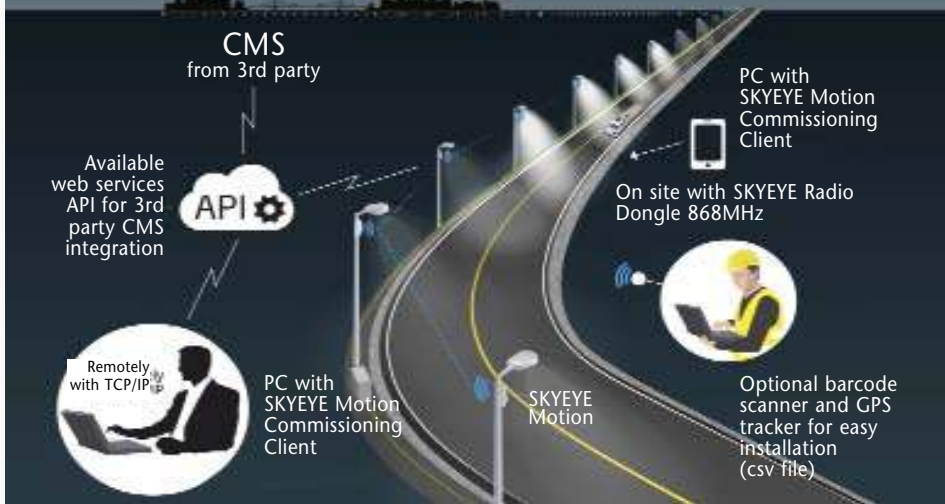 CMS
from 3rd party
Available
web services
API for 3rd
party CMS
integration
API
Remotely
with TCP/IP
PC with
SKYEYE Motion
Commissioning
Client
SKYEYE
Motion
PC with
SKYEYE Motion
Commissioning
Client
On site with SKYEYE Radio
Dongle 868MHz
Optional barcode
scanner and GPS
tracker for easy
installation
(csv file)